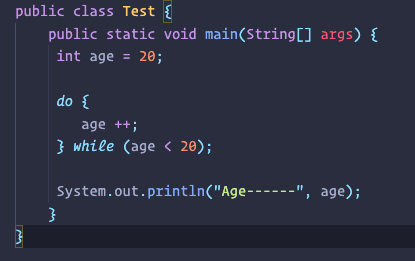 public class Test {
public static void main(String[] args) {
int age = 20;
do {
age ++;
} while (age < 20);
System.out.println("Age------", age);
}
}